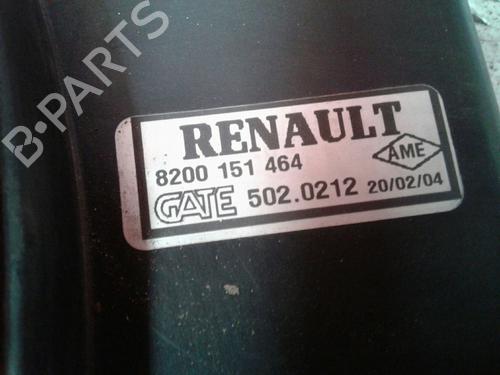 B-PARTS
RENAULT
8200 151 464
AME
GATE 502.0212 20/02/04